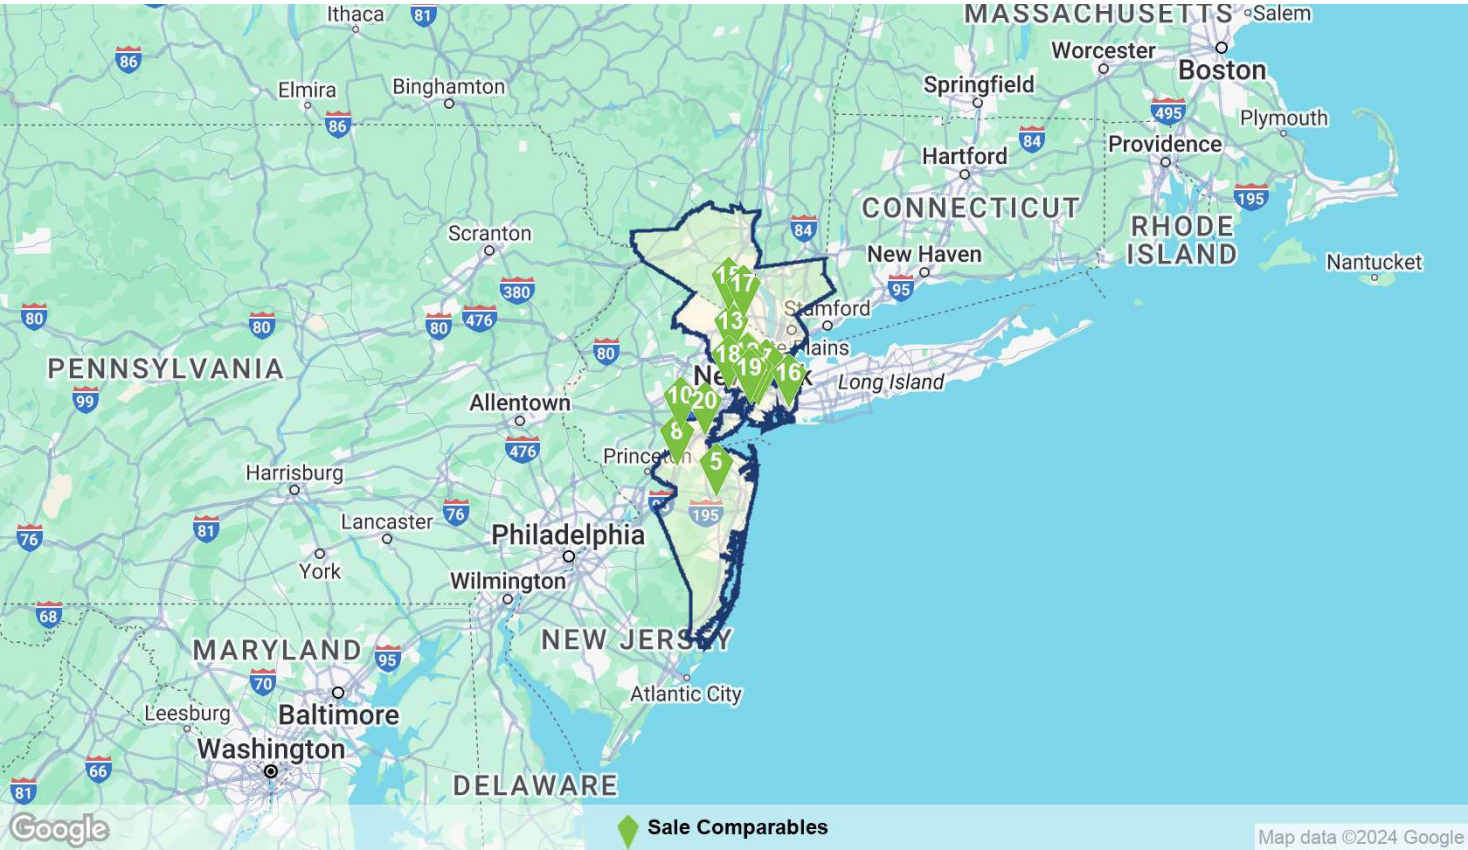 Ithaca
81
MASSACHUSETTS
Salem
86
Worcester
Boston
Elmira
Binghamton
Springfield
86
495
Plymouth
84
Providence
Hartford
195
CONNECTICUT
RHODE
ISLAND
Scranton
84
New Haven
Nantucket
380
15
17
95
80
80
80
476
13
Stamford
PENNSYLVANIA
80
18
19
16
Long Island
99
Allentown
10
20
476
8
Princeton
5
Harrisburg
76
195
81
Lancaster
76
Philadelphia
York
Wilmington
68
MARYLAND
95
NEW JERSEY
70
Atlantic City
Leesburg
Baltimore
Washington
66
81
DELAWARE
Google
Sale Comparables
Map data ©2024 Google